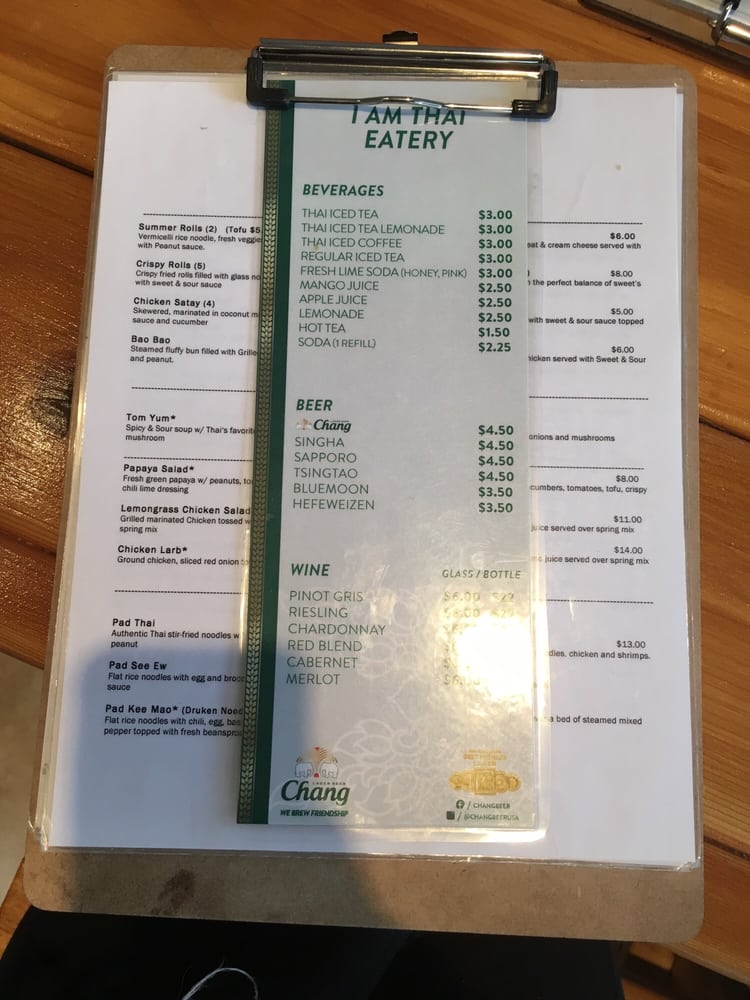 I AM THAI
EATERY
BEVERAGES
THAI ICED TEA $3.00
THAI ICED TEA LEMONADE $3.00
THAI ICED COFFEE $3.00
REGULAR ICED TEA $3.00
FRESH LIME SODA (HONEY, PINK) $3.00
MANGO JUICE $2.50
APPLE JUICE $2.50
LEMONADE $2.50
HOT TEA $1.50
SODA (1 REFILL) $2.25
BEER
Chang $4.50
SINGHA $4.50
SAPPORO $4.50
TSINGTAO $4.50
BLUEMOON $3.50
HEFEWEIZEN $3.50
WINE GLASS / BOTTLE
PINOT GRIS $6.00 $22
RIESLING
CHARDONNAY
RED BLEND
CABERNET
MERLOT
LAGER BEER
Chang
WE BREW FRIENDSHIP
/ CHANGBEER
/ @CHANGBEERUSA
Summer Rolls (2) (Tofu $5
Vermicelli rice noodle, fresh veggie
with Peanut sauce.
Crispy Rolls (5)
Crispy fried rolls filled with glass no
with sweet & sour sauce
Chicken Satay (4)
Skewered, marinated in coconut m
sauce and cucumber
Bao Bao
Steamed fluffy bun filled with Grille
and peanut.
Tom Yum*
Spicy & Sour soup w/ Thai's favorit
mushroom
Papaya Salad*
Fresh green papaya w/ peanuts, to
chili lime dressing
Lemongrass Chicken Salad
Grilled marinated Chicken tossed w
spring mix
Chicken Larb*
Ground chicken, sliced red onion to
Pad Thai
Authentic Thai stir-fried noodles w
peanut
Pad See Ew
Flat rice noodles with egg and broc
sauce
Pad Kee Mao* (Druken Nood
Flat rice noodles with chili, egg, bas
pepper topped with fresh beanspro
$6.00
eat & cream cheese served with
$8.00
the perfect balance of sweet's
$5.00
with sweet & sour sauce topped
$6.00
hicken served with Sweet & Sour
onions and mushrooms
$8.00
cumbers, tomatoes, tofu, crispy
$11.00
juice served over spring mix
$14.00
juice served over spring mix
$13.00
dles, chicken and shrimps.
a bed of steamed mixed